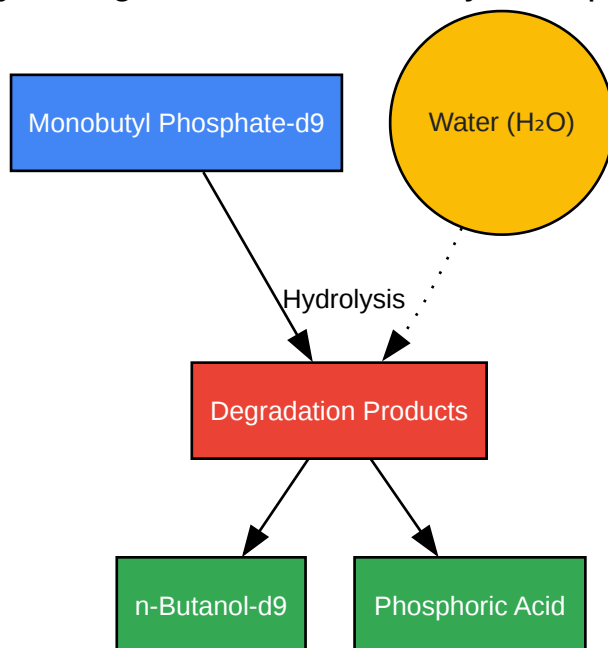 Monobutyl Phosphate-d9
Water (H₂O)
Hydrolysis
Degradation Products
n-Butanol-d9
Phosphoric Acid